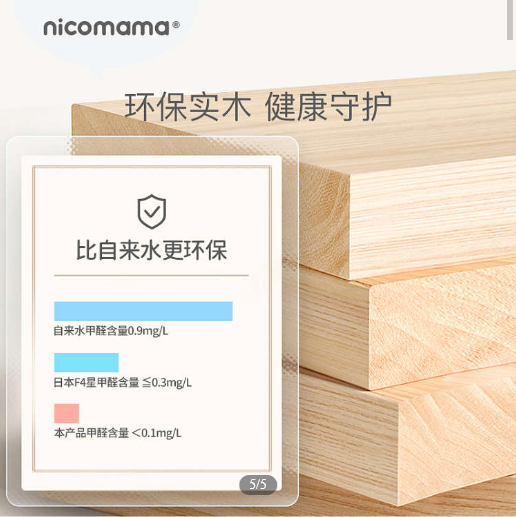 nicomama®
环保实木 健康守护
比自来水更环保
自来水甲醛含量0.9mg/L
日本F4星甲醛含量 ≦0.3mg/L
本产品甲醛含量 ＜0.1mg/L
5/5